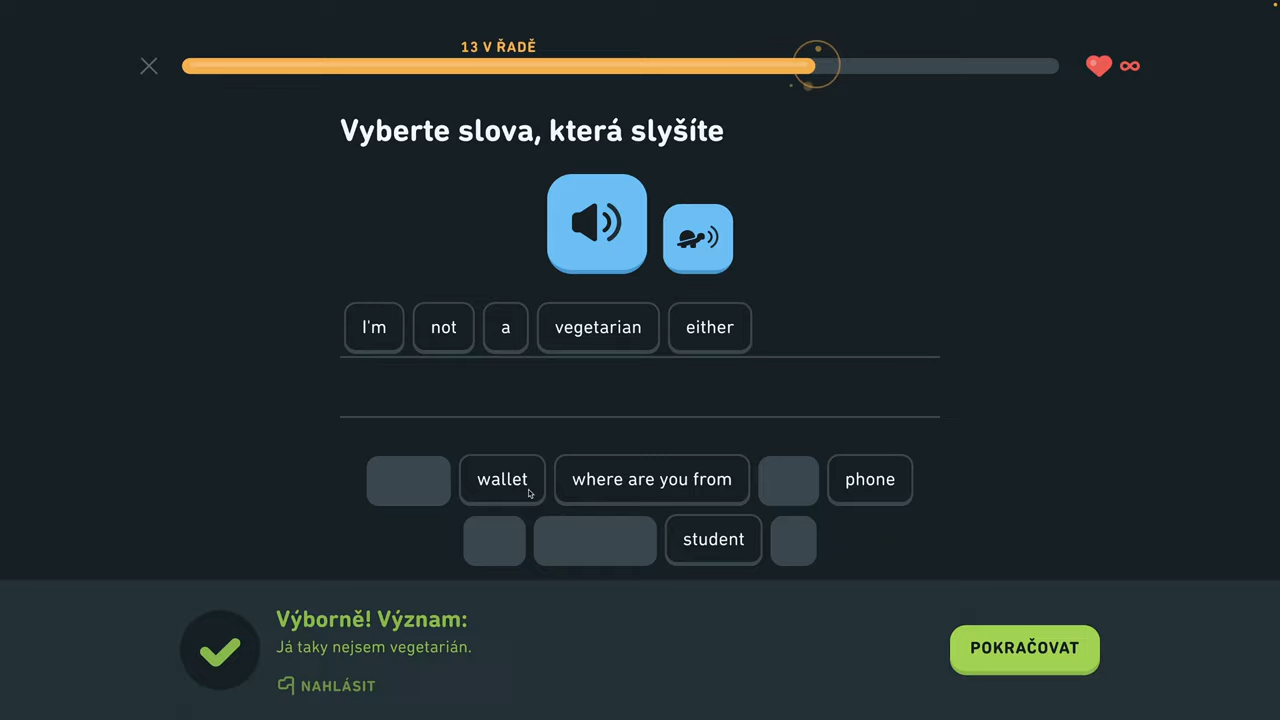 13 V ŘADĚ
Vyberte slova, která slyšíte
I'm not a vegetarian either
wallet where are you from phone
student
Výborně! Význam:
Já taky nejsem vegetarián.
NAHLÁSIT
POKRAČOVAT